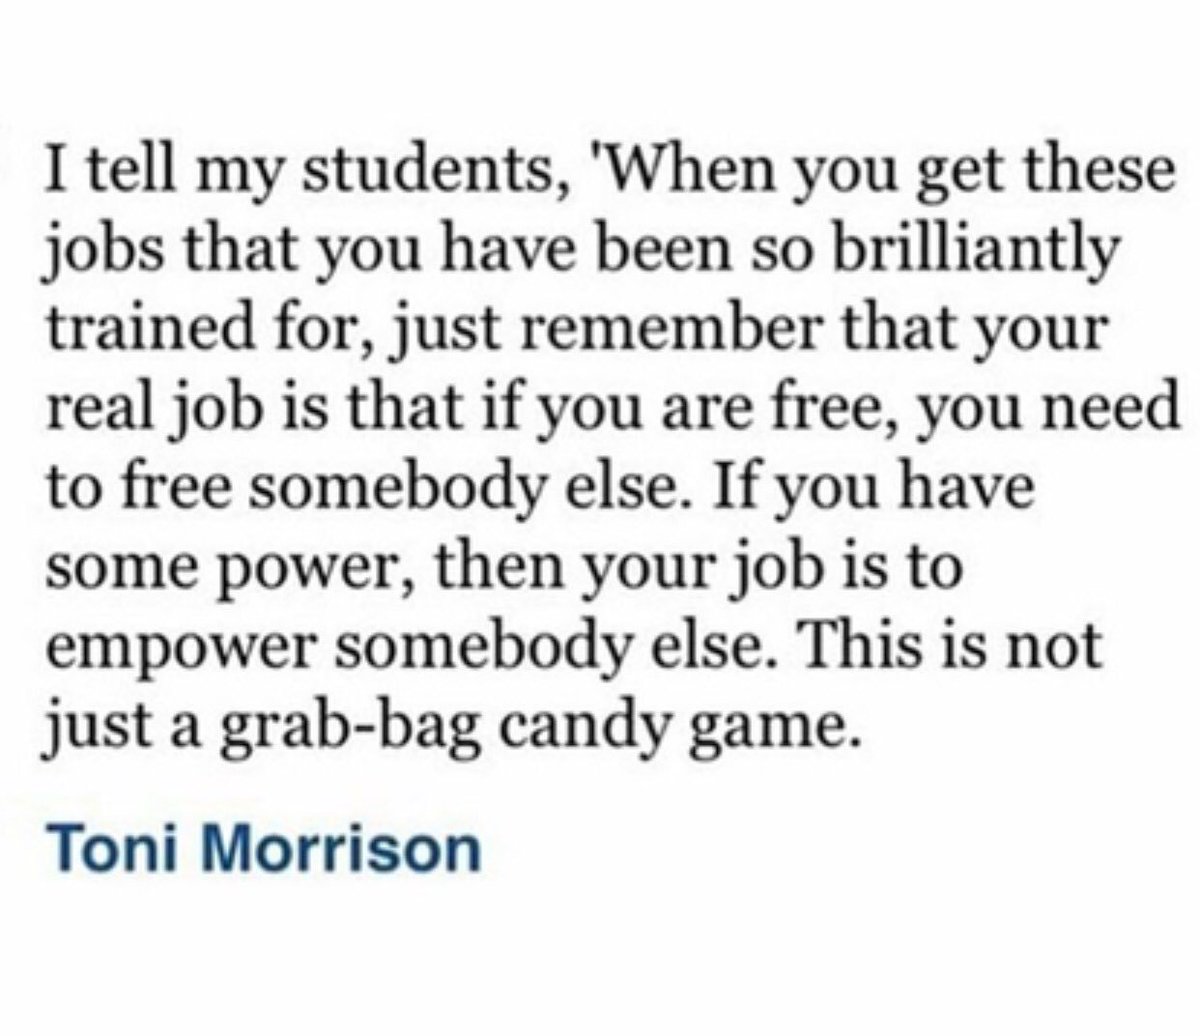 I tell my students, 'When you get these
jobs that you have been so brilliantly
trained for, just remember that your
real job is that if you are free, you need
to free somebody else. If you have
some power, then your job is to
empower somebody else. This is not
just a grab-bag candy game.
Toni Morrison